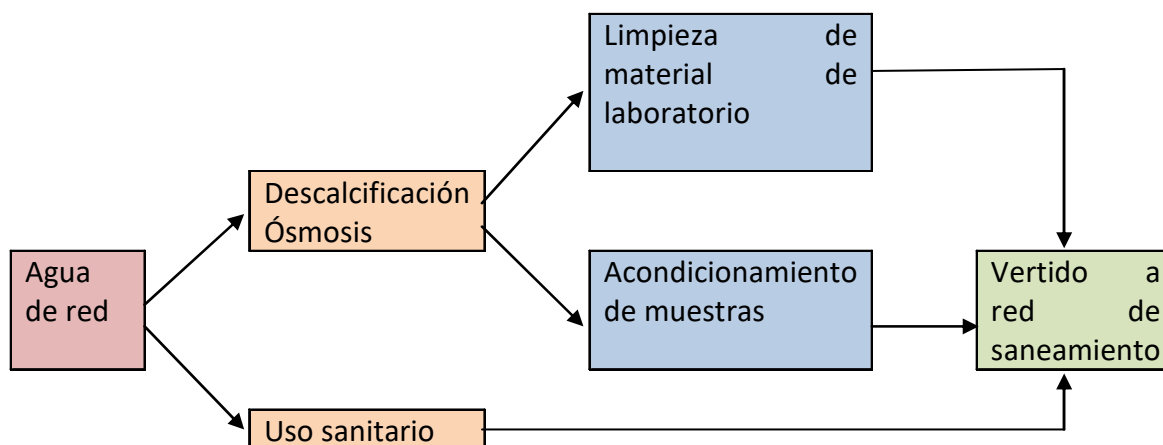 Limpieza de
material de
laboratorio
Descalcificación
Ósmosis
Agua
de red
Acondicionamiento
de muestras
Vertido a
red de
saneamiento
Uso sanitario